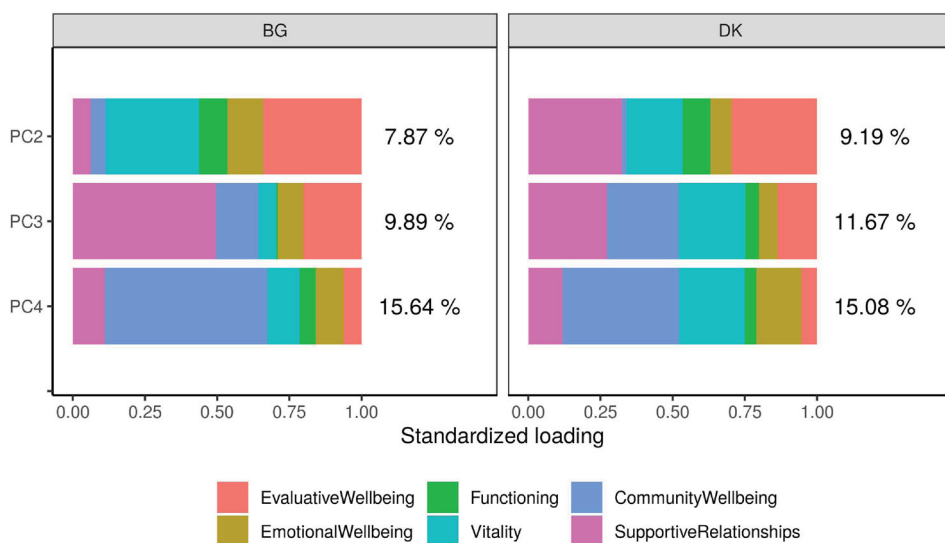 BG
DK
PC2
7.87 %
9.19 %
PC3
9.89 %
11.67 %
PC4
15.64 %
15.08 %
0.00 0.25 0.50 0.75 1.00
0.00 0.25 0.50 0.75 1.00
Standardized loading
EvaluativeWellbeing
Functioning
CommunityWellbeing
EmotionalWellbeing
Vitality
SupportiveRelationships